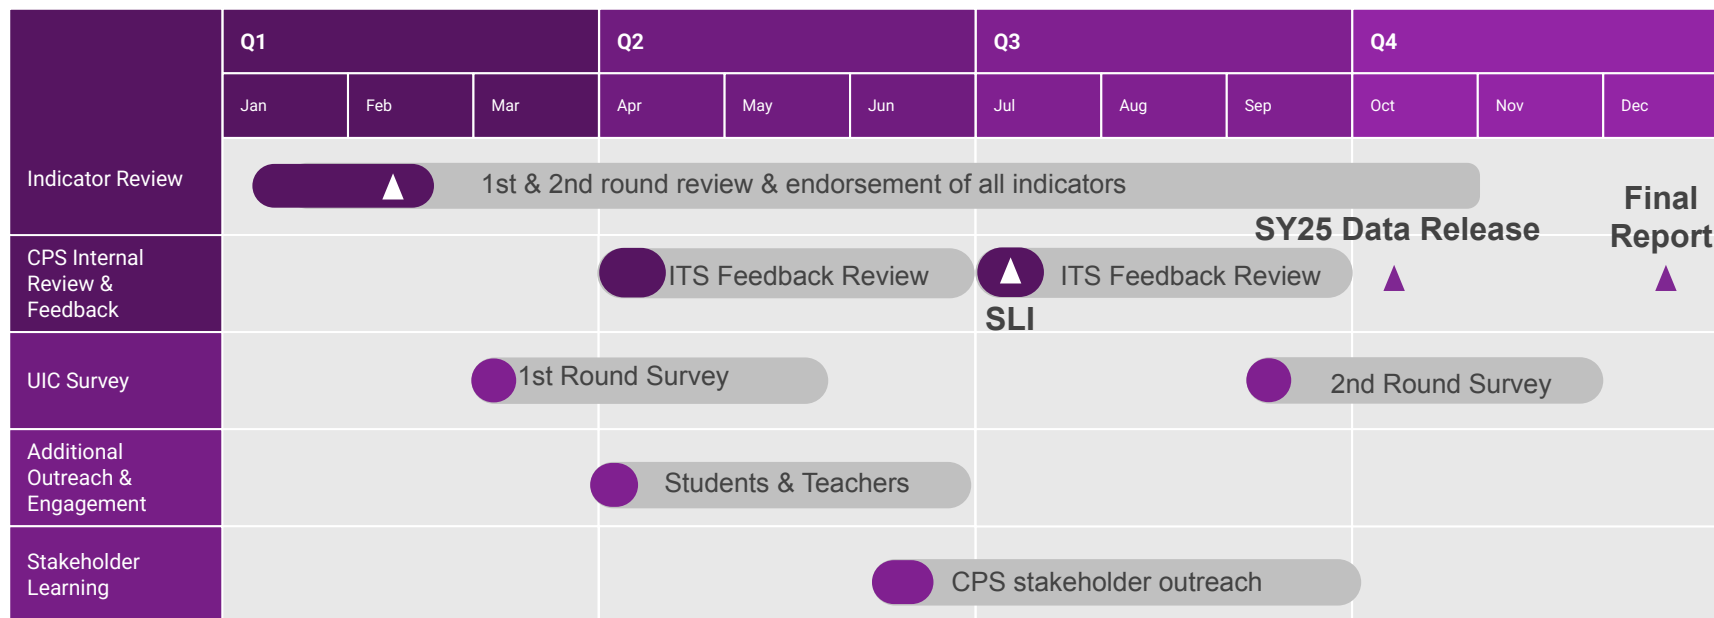 Q1
Q2
Q3
Q4
Jan
Feb
Mar
Apr
May
Jun
Jul
Aug
Sep
Oct
Nov
Dec
Indicator Review
1st & 2nd round review & endorsement of all indicators
SY25 Data Release
Final
Report
CPS Internal
Review &
Feedback
ITS Feedback Review
ITS Feedback Review
SLI
UIC Survey
1st Round Survey
2nd Round Survey
Additional
Outreach &
Engagement
Students & Teachers
Stakeholder
Learning
CPS stakeholder outreach